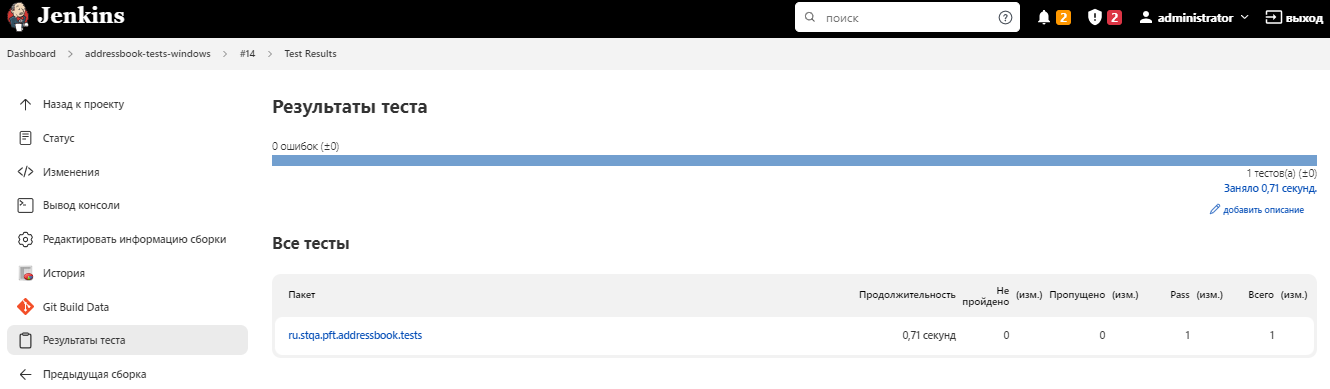 Jenkins
поиск
2
2
administrator
выход
Dashboard
addressbook-tests-windows
#14
Test Results
Назад к проекту
Статус
Изменения
Вывод консоли
Редактировать информацию сборки
История
Git Build Data
Результаты теста
Предыдущая сборка
Результаты теста
0 ошибок (±0)
1 тестов(а) (±0)
Заняло 0,71 секунд.
добавить описание
Все тесты
Пакет Продолжительность Не пройдено (изм.) Пропущено (изм.) Pass (изм.) Всего (изм.)
ru.stqa.pft.addressbook.tests 0,71 секунд 0 0 1 1